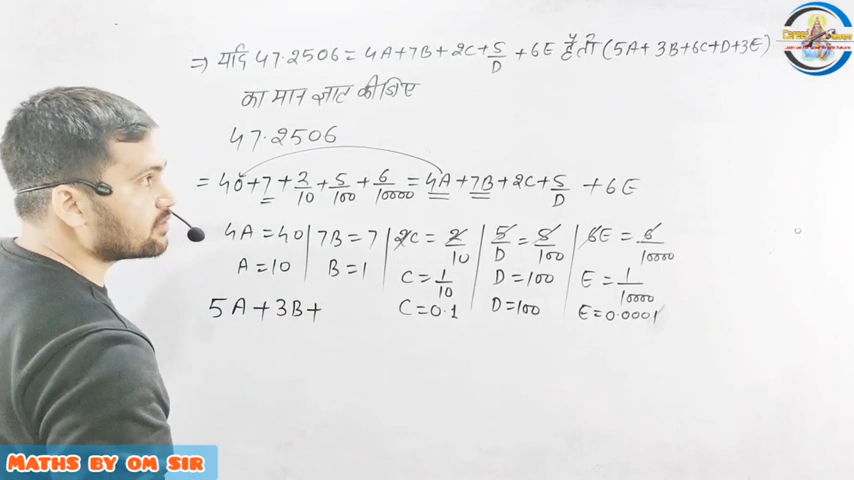 ⇒ यदि 47.2506 = 4A+7B+2C+5/D+6E है तो (5A+3B+6C+D+3E)
का मान ज्ञात कीजिए
47.2506
= 40+7+2/10+5/100+6/10000 = 4A+7B+2C+5/D+6E
4A=40 | 7B=7 | 2C=2/10 | 5/D=5/100 | 6E=6/10000
A=10 B=1 C=1/10 D=100 E=1/10000
5A+3B+ C=0.1 D=100 E=0.0001
MATHS BY OM SIR